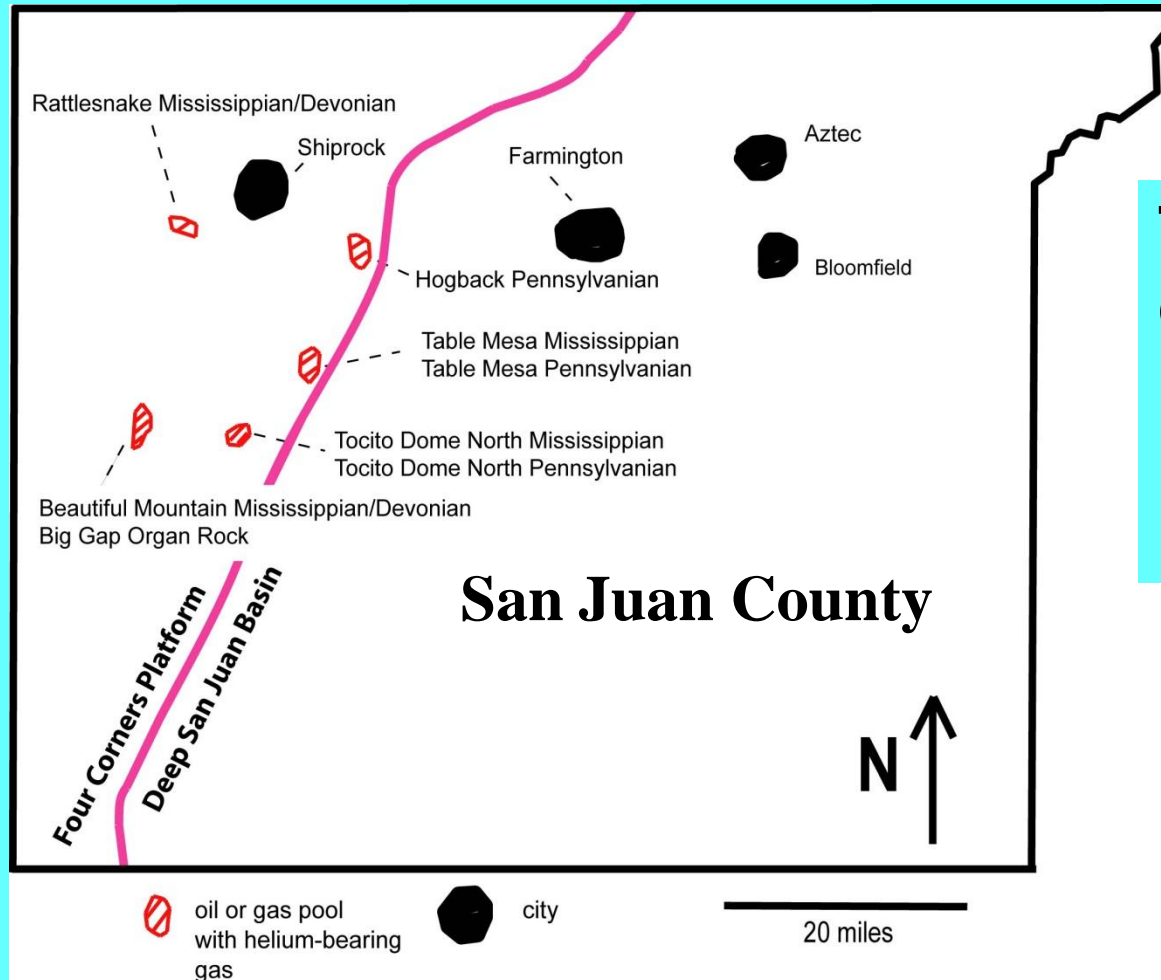 Rattlesnake Mississippian/Devonian
Shiprock
Farmington
Aztec
Bloomfield
Hogback Pennsylvanian
Table Mesa Mississippian
Table Mesa Pennsylvanian
Tocito Dome North Mississippian
Tocito Dome North Pennsylvanian
Beautiful Mountain Mississippian/Devonian
Big Gap Organ Rock
San Juan County
Four Corners Platform
Deep San Juan Basin
N
oil or gas pool
with helium-bearing
gas
city
20 miles